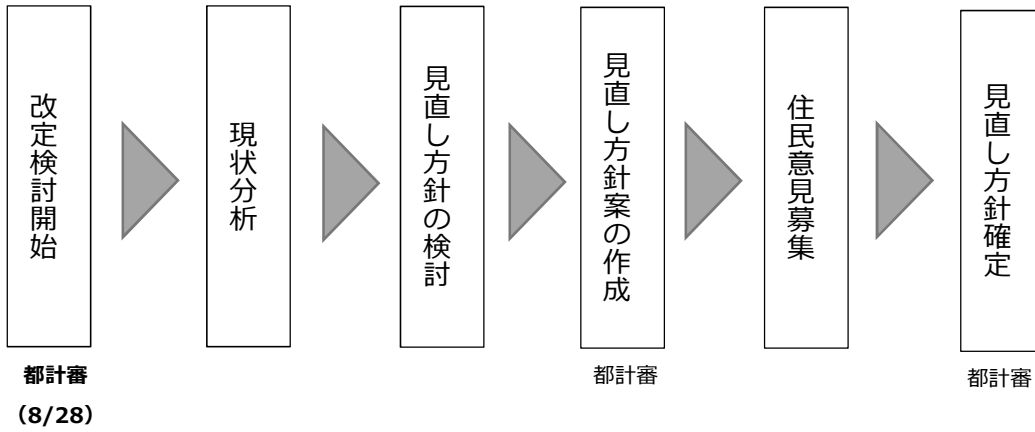 改定検討開始
現状分析
見直し方針の検討
見直し方針案の作成
住民意見募集
見直し方針確定
都計審
（8/28）
都計審
都計審